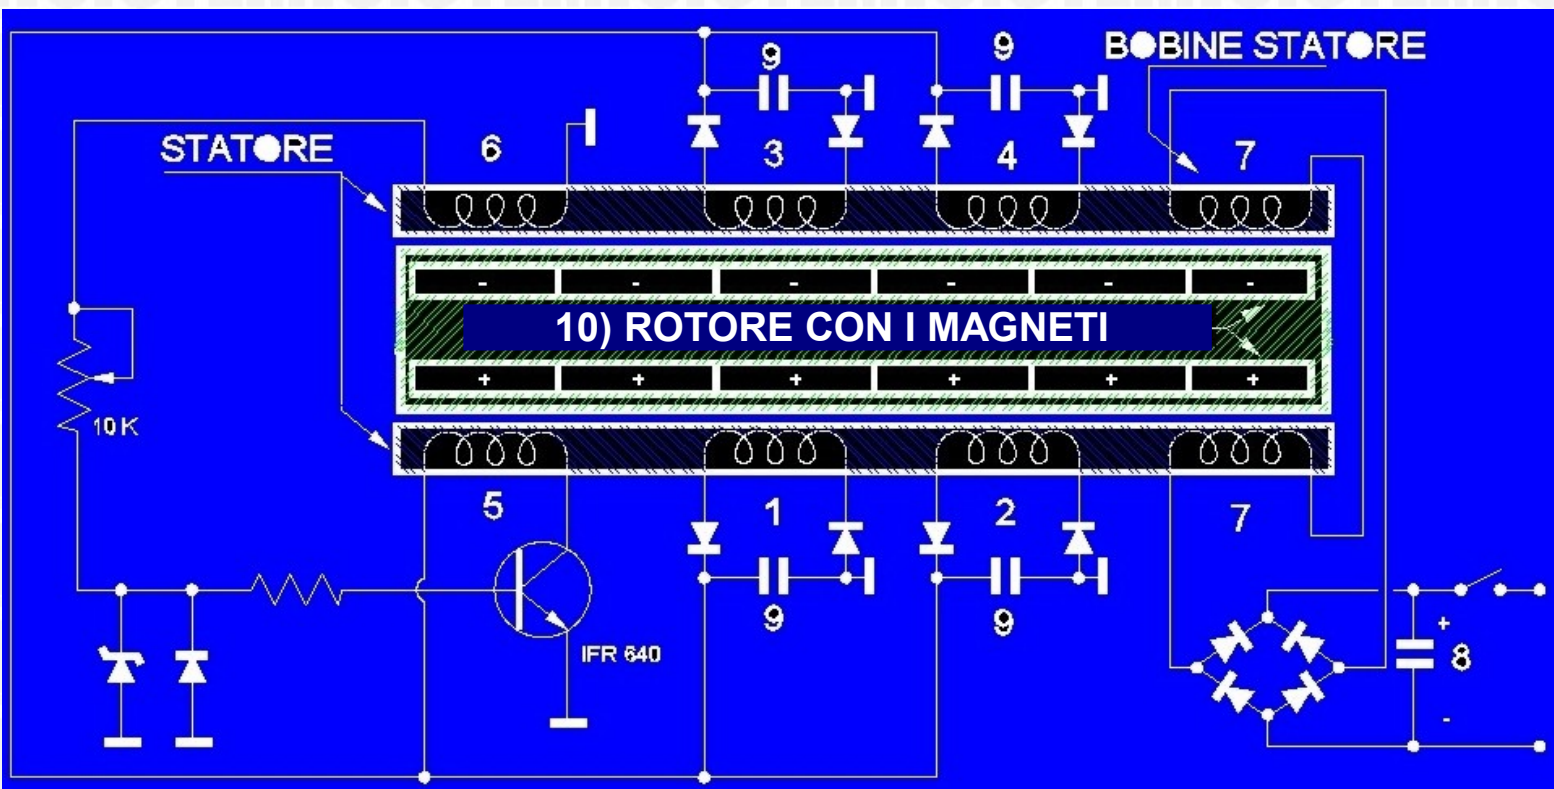 9 9 BOBINE STATORE
STATORE 6 3 4 7
- - - - - -
10) ROTORE CON I MAGNETI
+ + + + + +
10K
5 1 2 7
9 9
+
IFR 640 8
-